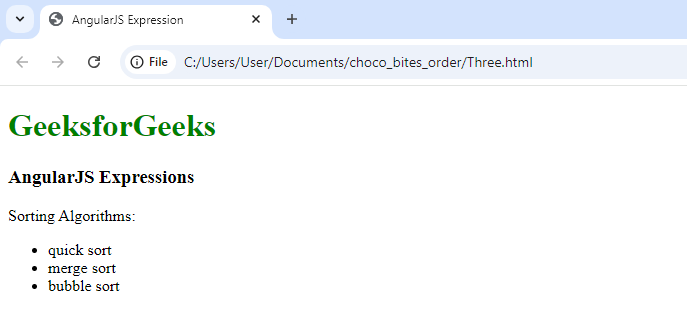 AngularJS Expression
File
C:/Users/User/Documents/choco_bites_order/Three.html
GeeksforGeeks
AngularJS Expressions
Sorting Algorithms:
quick sort
merge sort
bubble sort